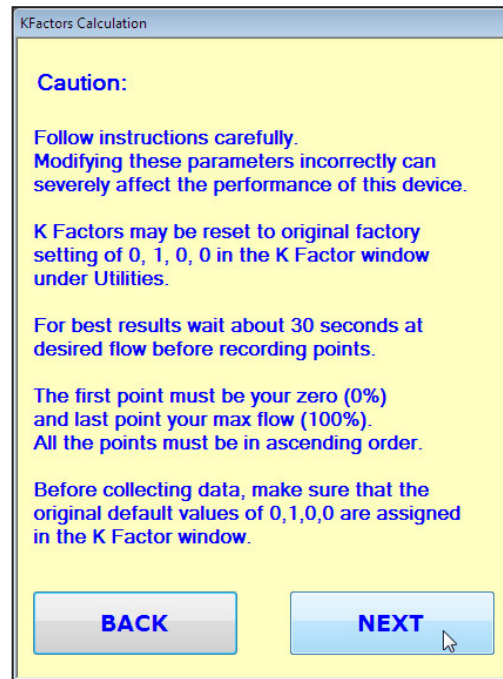 KFactors Calculation
Caution:
Follow instructions carefully.
Modifying these parameters incorrectly can
severely affect the performance of this device.
K Factors may be reset to original factory
setting of 0, 1, 0, 0 in the K Factor window
under Utilities.
For best results wait about 30 seconds at
desired flow before recording points.
The first point must be your zero (0%)
and last point your max flow (100%).
All the points must be in ascending order.
Before collecting data, make sure that the
original default values of 0,1,0,0 are assigned
in the K Factor window.
BACK
NEXT